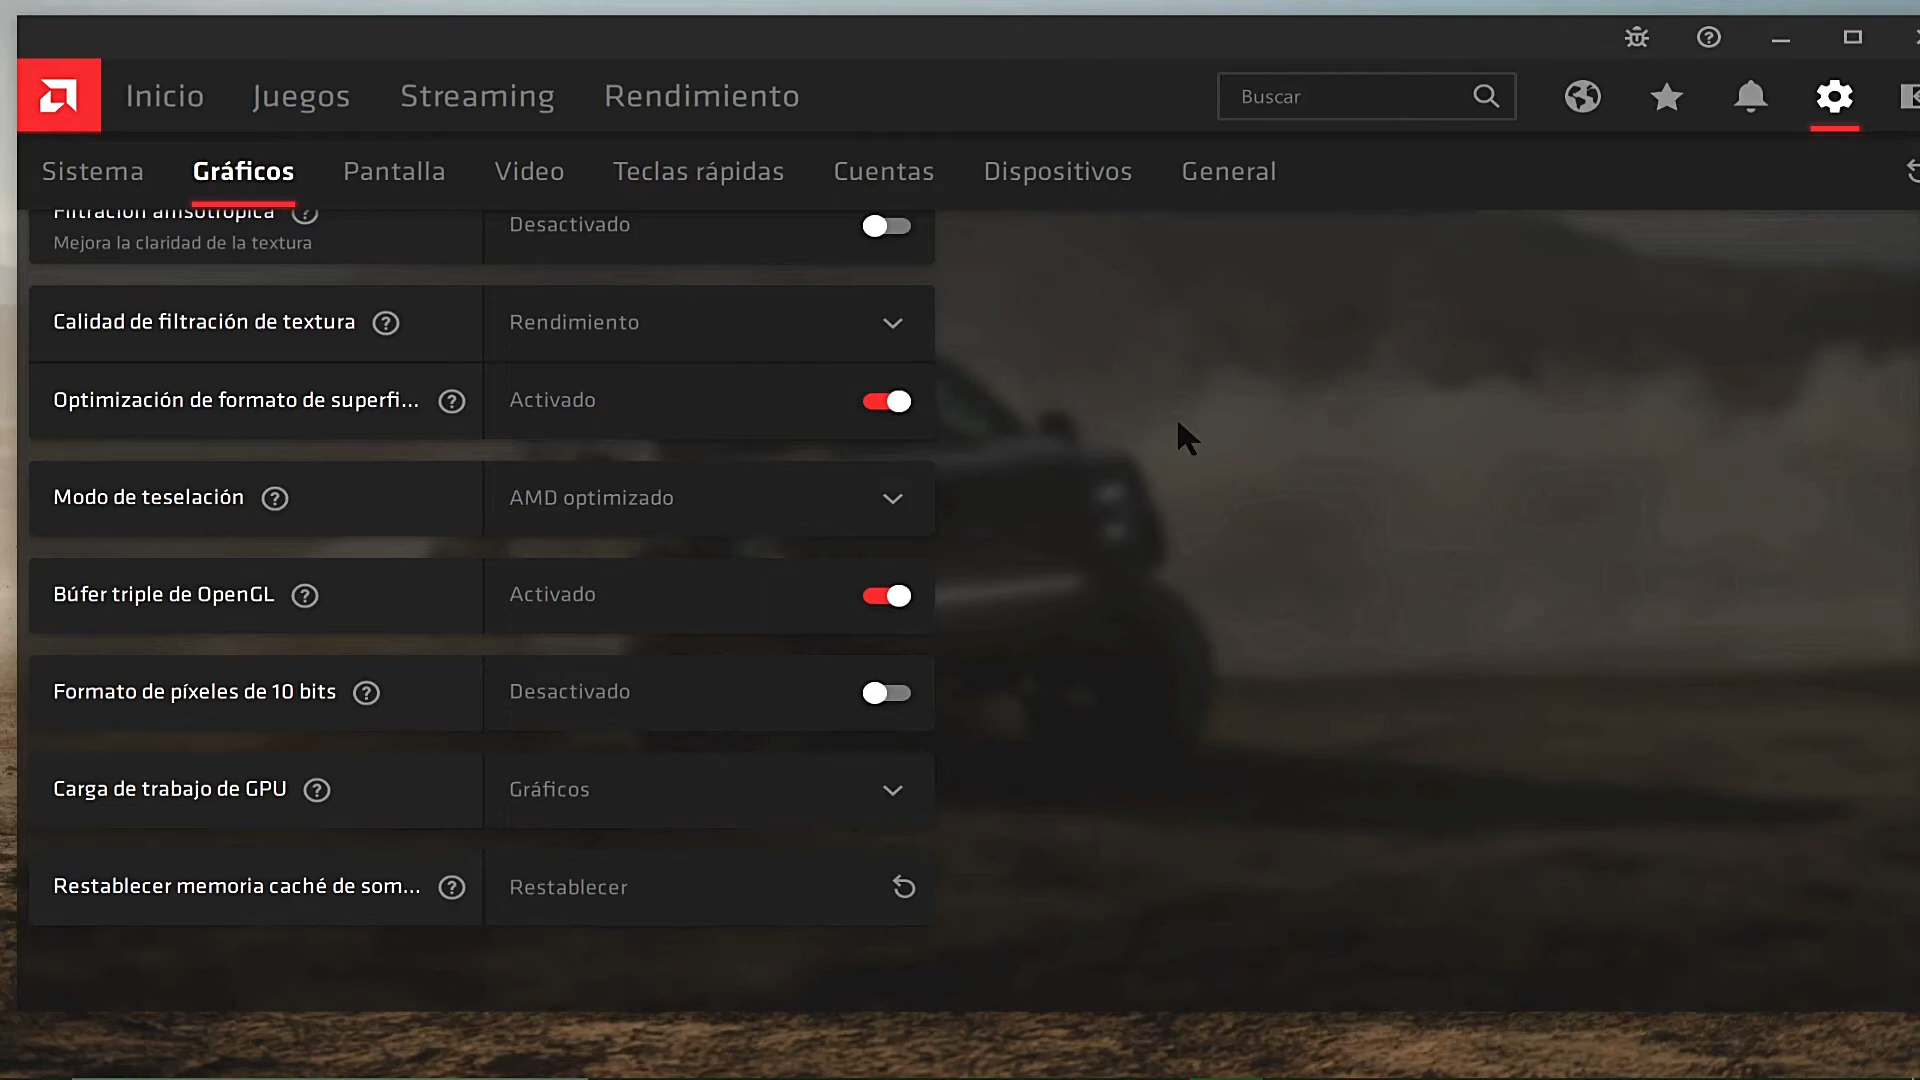 Inicio Juegos Streaming Rendimiento Buscar
Sistema Gráficos Pantalla Video Teclas rápidas Cuentas Dispositivos General
Filtración anisotrópica
Mejora la claridad de la textura
Desactivado
Calidad de filtración de textura Rendimiento
Optimización de formato de superfi... Activado
Modo de teselación AMD optimizado
Búfer triple de OpenGL Activado
Formato de píxeles de 10 bits Desactivado
Carga de trabajo de GPU Gráficos
Restablecer memoria caché de som... Restablecer